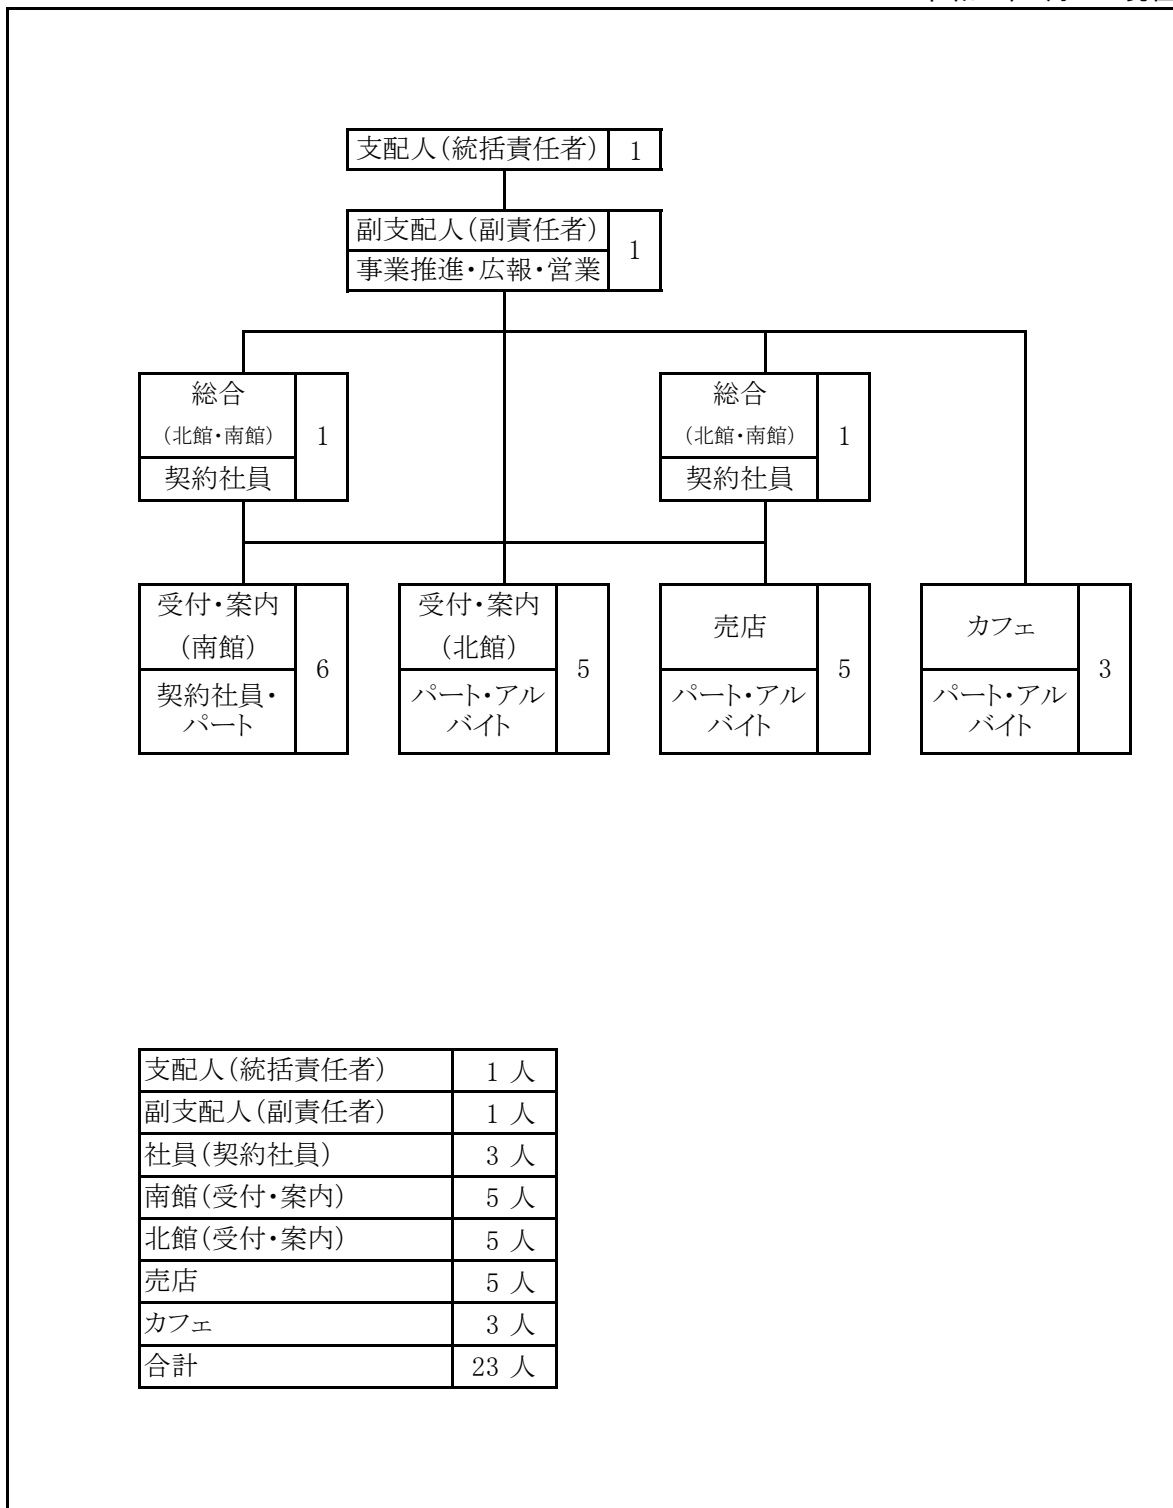 支配人(統括責任者) 1
副支配人(副責任者)
事業推進・広報・営業
1
総合
(北館・南館)
契約社員
1
総合
(北館・南館)
契約社員
1
受付・案内
(南館)
契約社員・
パート
6
受付・案内
(北館)
パート・アル
バイト
5
売店
パート・アル
バイト
5
カフェ
パート・アル
バイト
3
支配人(統括責任者) 1 人
副支配人(副責任者) 1 人
社員(契約社員) 3 人
南館(受付・案内) 5 人
北館(受付・案内) 5 人
売店 5 人
カフェ 3 人
合計 23 人